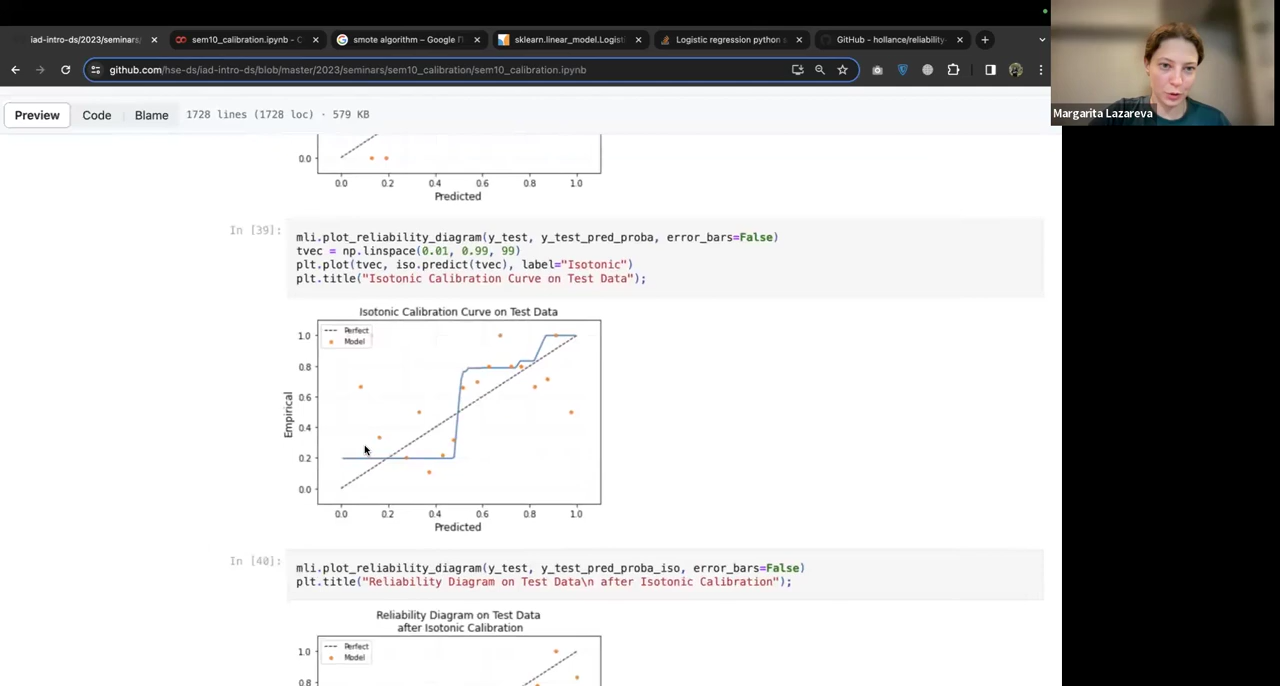 iad-intro-ds/2023/seminars/
sem10_calibration.ipynb - C
smote algorithm – Google П
sklearn.linear_model.Logisti
Logistic regression python s
GitHub - hollance/reliability-
github.com/hse-ds/iad-intro-ds/blob/master/2023/seminars/sem10_calibration/sem10_calibration.ipynb
Margarita Lazareva
Preview
Code
Blame
1728 lines (1728 loc) · 579 KB
0.0
0.0 0.2 0.4 0.6 0.8 1.0
Predicted
In [39]:
mli.plot_reliability_diagram(y_test, y_test_pred_proba, error_bars=False)
tvec = np.linspace(0.01, 0.99, 99)
plt.plot(tvec, iso.predict(tvec), label="Isotonic")
plt.title("Isotonic Calibration Curve on Test Data");
Isotonic Calibration Curve on Test Data
Perfect
Model
1.0
0.8
0.6
0.4
0.2
0.0
Empirical
0.0 0.2 0.4 0.6 0.8 1.0
Predicted
In [40]:
mli.plot_reliability_diagram(y_test, y_test_pred_proba_iso, error_bars=False)
plt.title("Reliability Diagram on Test Data\n after Isotonic Calibration");
Reliability Diagram on Test Data
after Isotonic Calibration
Perfect
Model
1.0
0.8